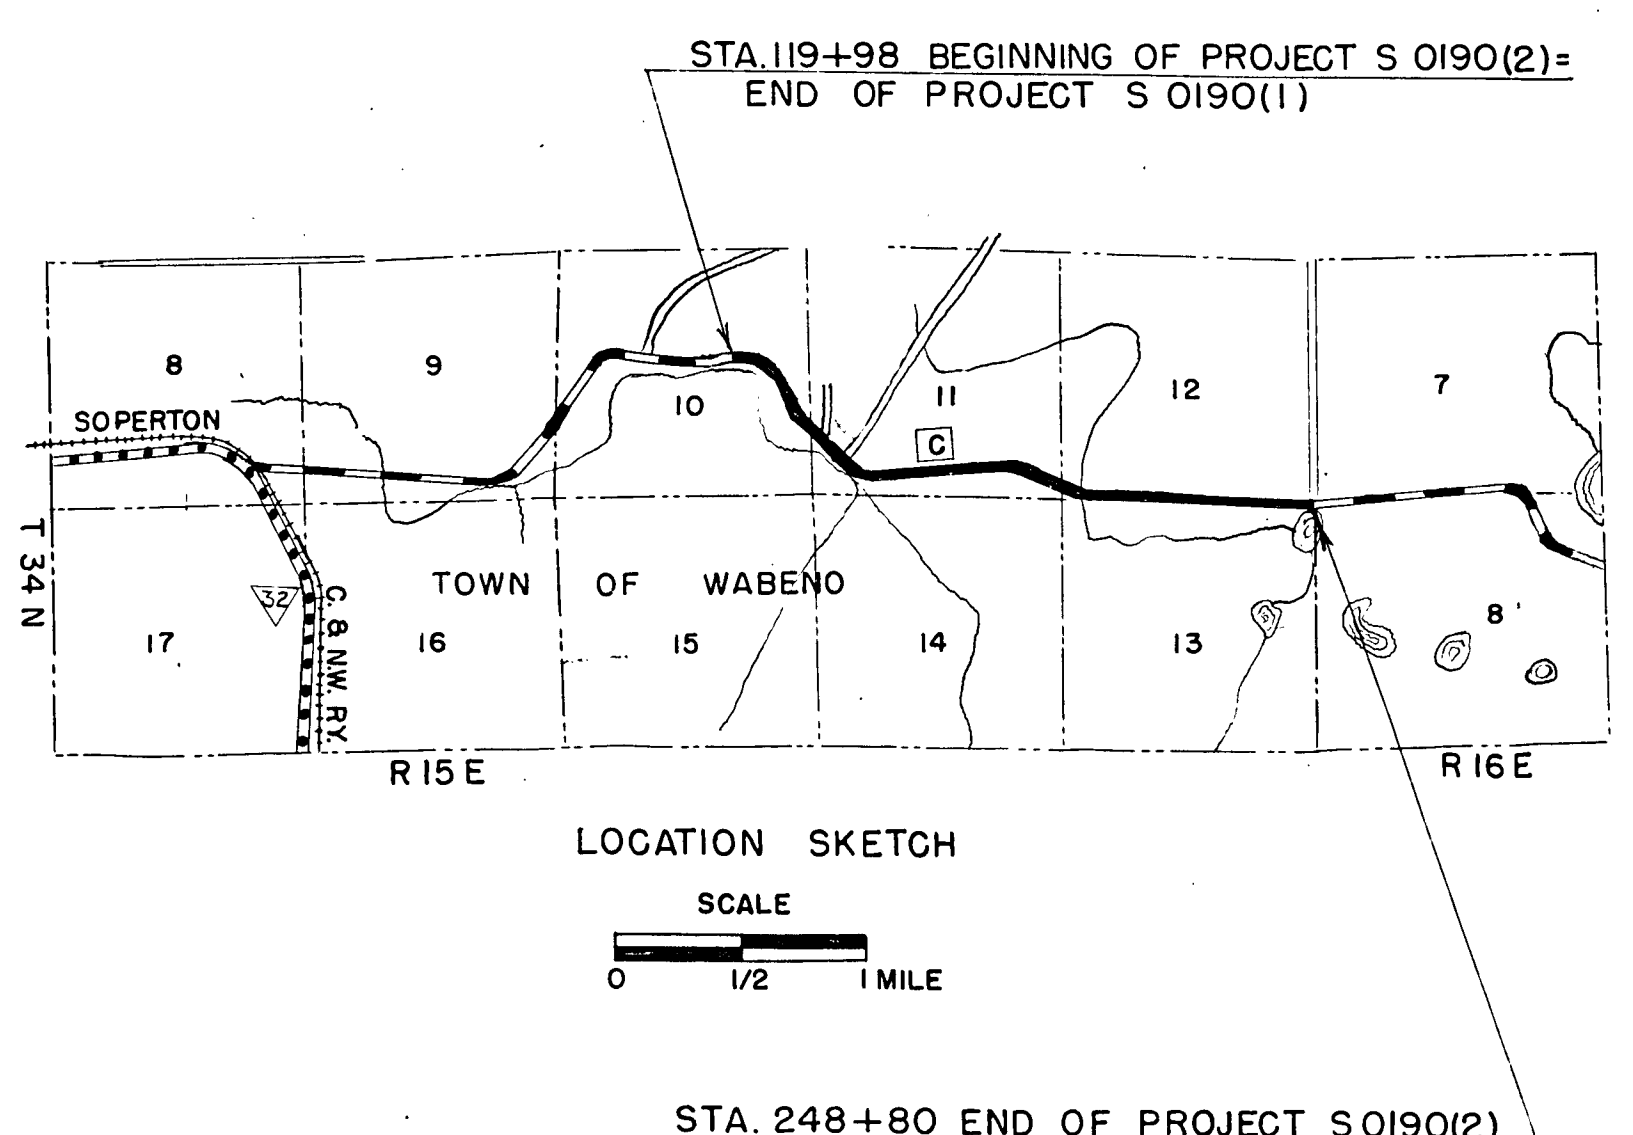 STA. 119+98 BEGINNING OF PROJECT S 0190(2)=
END OF PROJECT S 0190(1)
8
9
10
11
12
7
SOPERTON
C
T 34 N
TOWN OF WABENO
32
C. & N.W. RY.
17
16
15
14
13
8
R 15 E
R 16 E
LOCATION SKETCH
SCALE
0 1/2 1 MILE
STA. 248+80 END OF PROJECT S 0190(2)